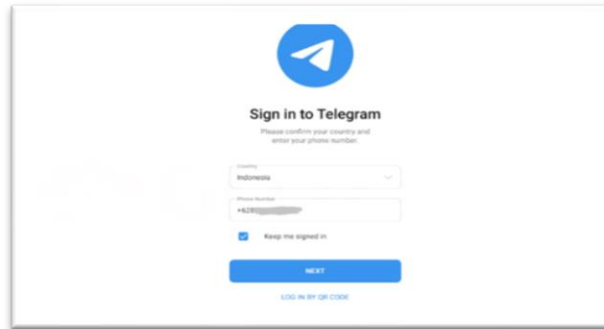 Sign in to Telegram
Please confirm your country and
enter your phone number.
Country
Indonesia
Phone Number
+628
Keep me signed in
NEXT
LOG IN BY QR CODE